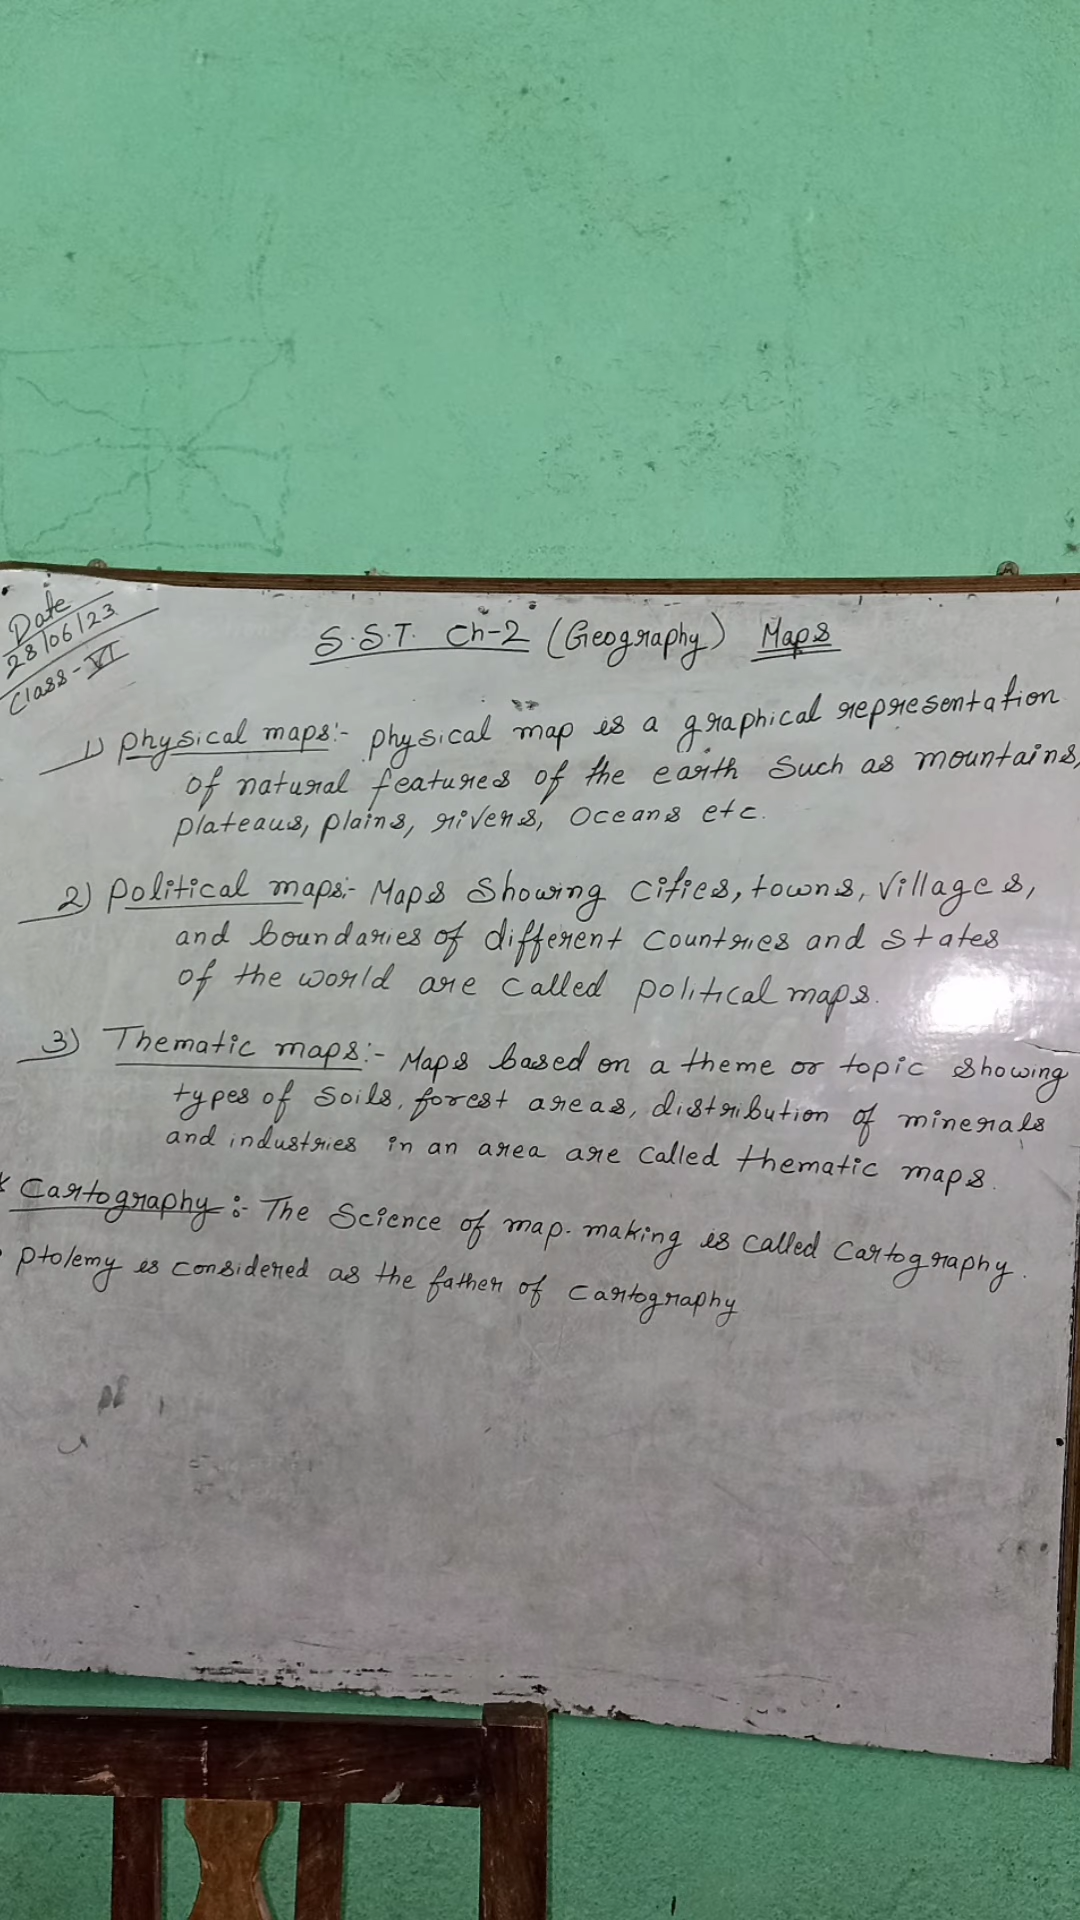 Date
28/06/23
Class-VI
S.S.T. Ch-2 (Geography) Maps
1) Physical maps:- physical map is a graphical representation
of natural features of the earth Such as mountains,
plateaus, plains, rivers, Oceans etc.
2) Political maps:- Maps Showing Cities, towns, Villages,
and boundaries of different Countries and States
of the world are Called political maps.
3) Thematic maps:- Maps based on a theme or topic Showing
types of Soils, forest areas, distribution of minerals
and industries in an area are Called thematic maps.
* Cartography:- The Science of map-making is Called Cartography.
• Ptolemy is Considered as the father of Cartography